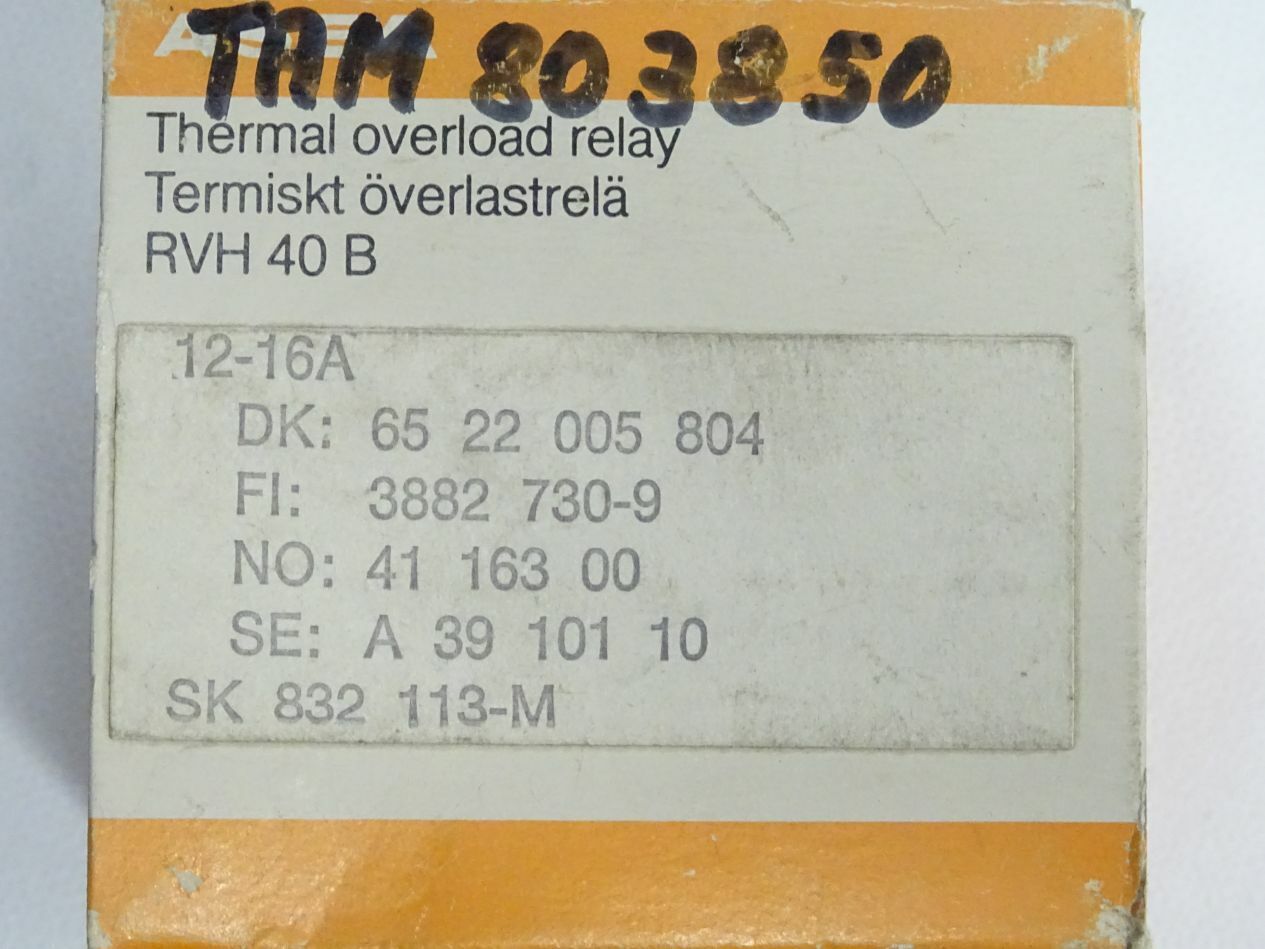 TAM 803850
Thermal overload relay
Termiskt överlastrelä
RVH 40 B
12-16A
DK: 65 22 005 804
FI: 3882 730-9
NO: 41 163 00
SE: A 39 101 10
SK 832 113-M